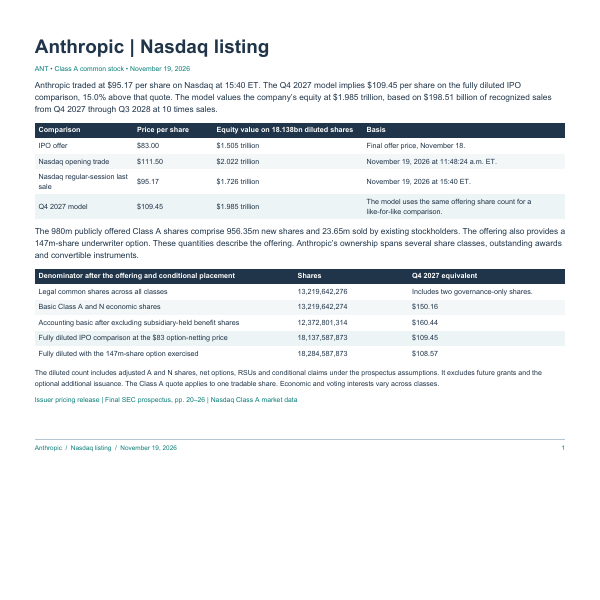 Anthropic | Nasdaq listing
ANT • Class A common stock • November 19, 2026
Anthropic traded at $95.17 per share on Nasdaq at 15:40 ET. The Q4 2027 model implies $109.45 per share on the fully diluted IPO
comparison, 15.0% above that quote. The model values the company's equity at $1.985 trillion, based on $198.51 billion of recognized sales
from Q4 2027 through Q3 2028 at 10 times sales.
Comparison Price per share Equity value on 18.138bn diluted shares Basis
IPO offer $83.00 $1.505 trillion Final offer price, November 18.
Nasdaq opening trade $111.50 $2.022 trillion November 19, 2026 at 11:48:24 a.m. ET.
Nasdaq regular-session last
sale $95.17 $1.726 trillion November 19, 2026 at 15:40 ET.
Q4 2027 model $109.45 $1.985 trillion The model uses the same offering share count for a
like-for-like comparison.
The 980m publicly offered Class A shares comprise 956.35m new shares and 23.65m sold by existing stockholders. The offering also provides a
147m-share underwriter option. These quantities describe the offering. Anthropic's ownership spans several share classes, outstanding awards
and convertible instruments.
Denominator after the offering and conditional placement Shares Q4 2027 equivalent
Legal common shares across all classes 13,219,642,276 Includes two governance-only shares.
Basic Class A and N economic shares 13,219,642,274 $150.16
Accounting basic after excluding subsidiary-held benefit shares 12,372,801,314 $160.44
Fully diluted IPO comparison at the $83 option-netting price 18,137,587,873 $109.45
Fully diluted with the 147m-share option exercised 18,284,587,873 $108.57
The diluted count includes adjusted A and N shares, net options, RSUs and conditional claims under the prospectus assumptions. It excludes future grants and the
optional additional issuance. The Class A quote applies to one tradable share. Economic and voting interests vary across classes.
Issuer pricing release | Final SEC prospectus, pp. 20–26 | Nasdaq Class A market data
Anthropic / Nasdaq listing / November 19, 2026 1